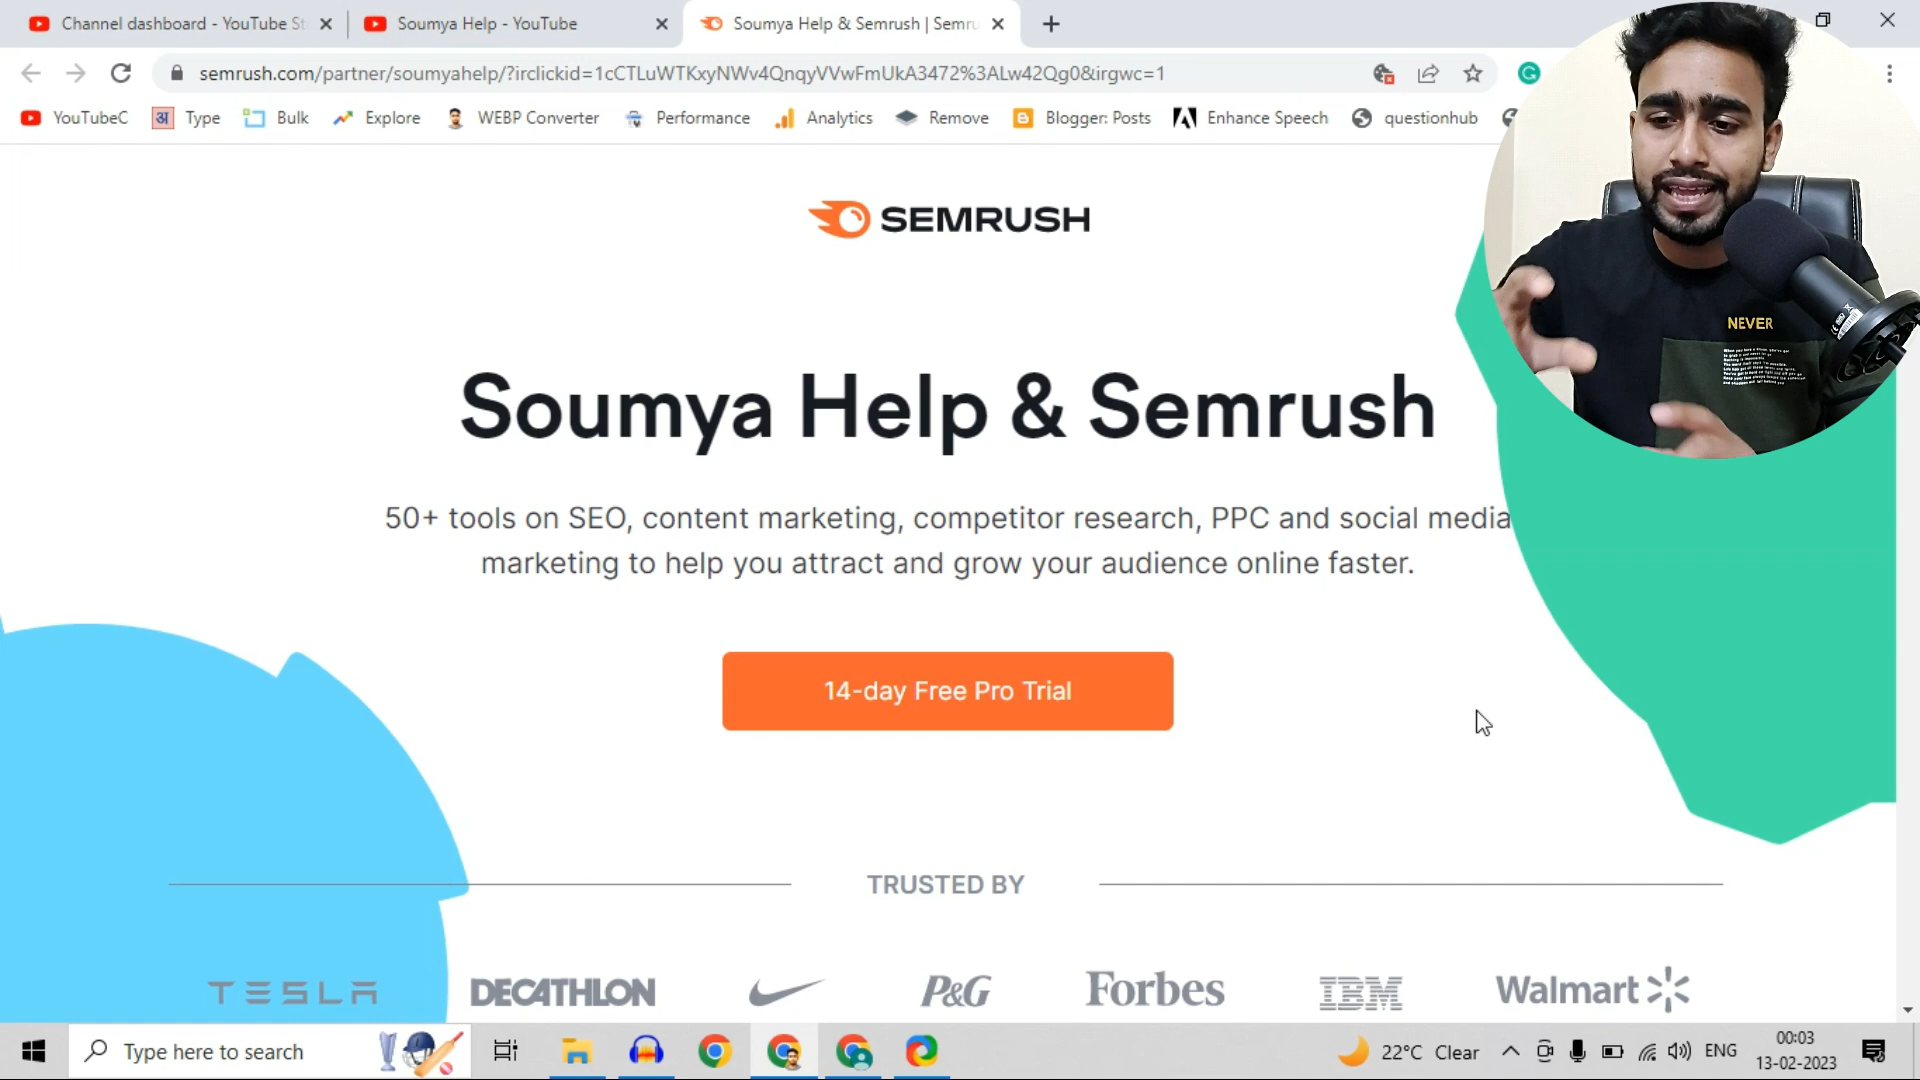 Channel dashboard - YouTube St
Soumya Help - YouTube
Soumya Help & Semrush | Semru
semrush.com/partner/soumyahelp/?irclickid=1cCTLuWTKxyNWv4QnqyVVwFmUkA3472%3ALw42Qg0&irgwc=1
YouTubeC
अ Type
Bulk
Explore
WEBP Converter
Performance
Analytics
Remove
Blogger: Posts
Enhance Speech
questionhub
SEMRUSH
NEVER
Soumya Help & Semrush
50+ tools on SEO, content marketing, competitor research, PPC and social media
marketing to help you attract and grow your audience online faster.
14-day Free Pro Trial
TRUSTED BY
TESLA
DECATHLON
P&G
Forbes
IBM
Walmart
Type here to search
22°C Clear
ENG
00:03
13-02-2023